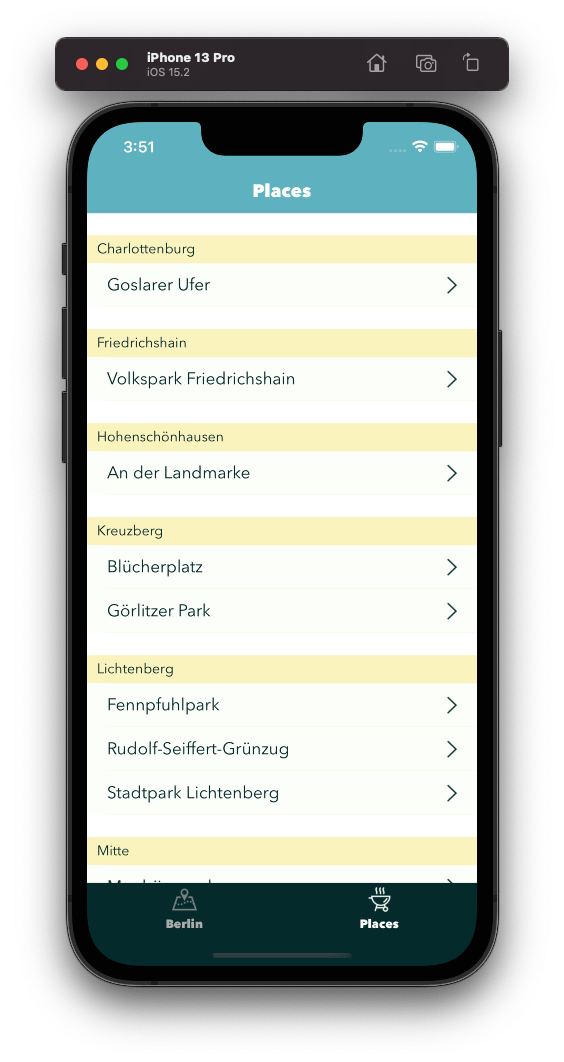 iPhone 13 Pro
iOS 15.2
3:51
Places
Charlottenburg
Goslarer Ufer
Friedrichshain
Volkspark Friedrichshain
Hohenschönhausen
An der Landmarke
Kreuzberg
Blücherplatz
Görlitzer Park
Lichtenberg
Fennpfuhlpark
Rudolf-Seiffert-Grünzug
Stadtpark Lichtenberg
Mitte
Berlin
Places